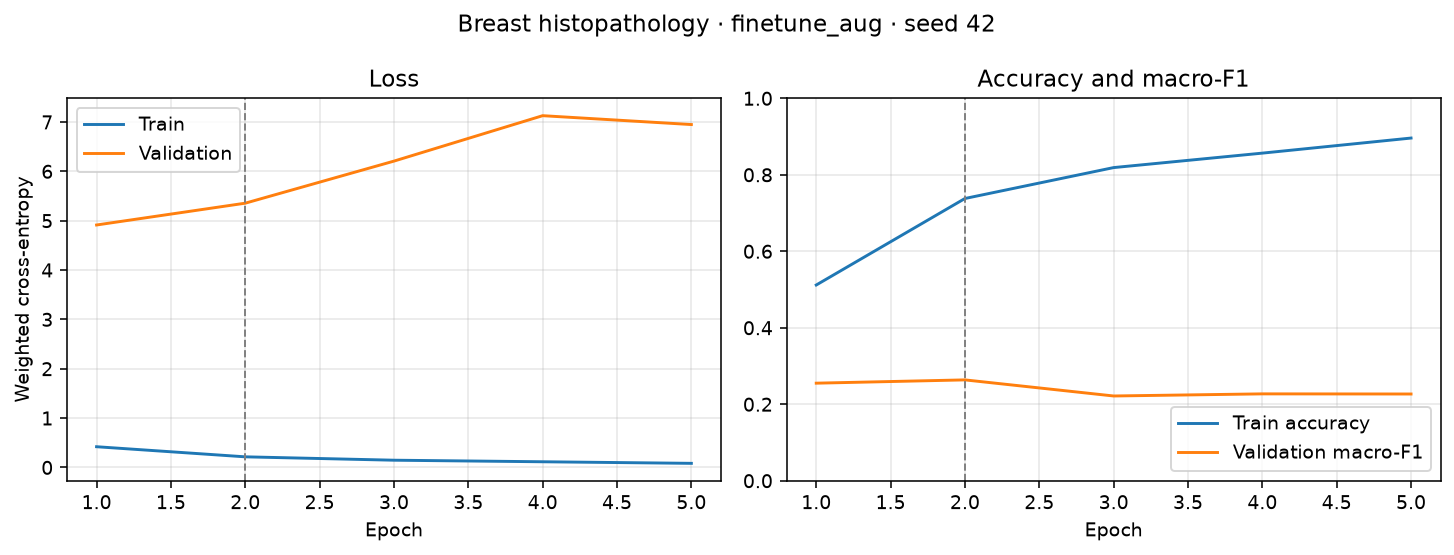 Breast histopathology · finetune_aug · seed 42
Loss
Train
Validation
Weighted cross-entropy
7
6
5
4
3
2
1
0
1.0 1.5 2.0 2.5 3.0 3.5 4.0 4.5 5.0
Epoch
Accuracy and macro-F1
1.0
0.8
0.6
0.4
0.2
0.0
Train accuracy
Validation macro-F1
1.0 1.5 2.0 2.5 3.0 3.5 4.0 4.5 5.0
Epoch